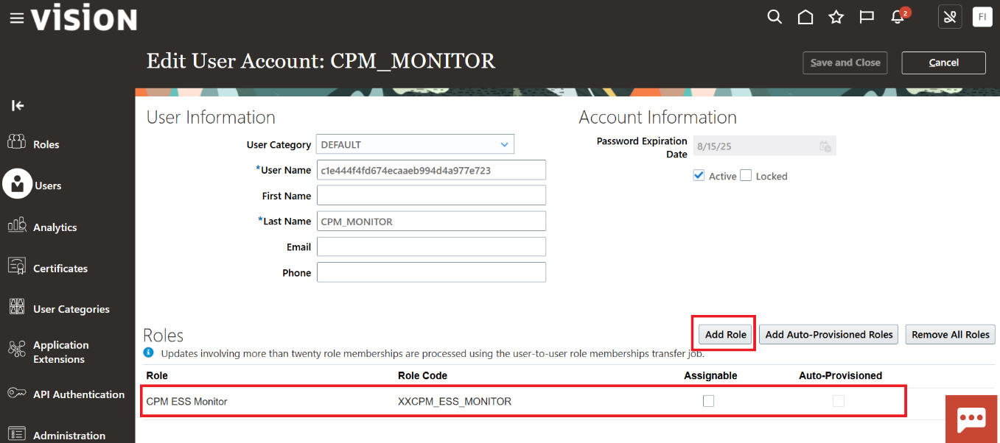 VISION
2
FI
Edit User Account: CPM_MONITOR
Save and Close
Cancel
User Information
Account Information
User Category DEFAULT
*User Name c1e444f4fd674ecaaeb994d4a977e723
First Name
*Last Name CPM_MONITOR
Email
Phone
Password Expiration
Date
8/15/25
Active
Locked
Roles
Users
Analytics
Certificates
User Categories
Application
Extensions
API Authentication
Administration
Roles
Add Role
Add Auto-Provisioned Roles
Remove All Roles
Updates involving more than twenty role memberships are processed using the user-to-user role memberships transfer job.
Role Role Code Assignable Auto-Provisioned
CPM ESS Monitor XXCPM_ESS_MONITOR